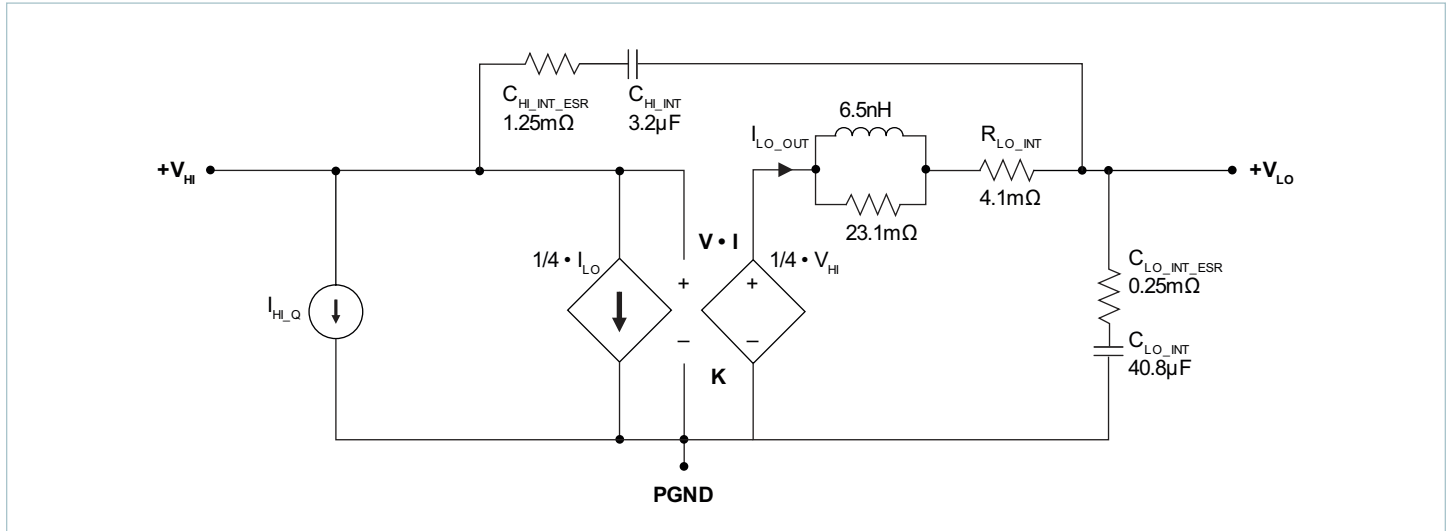 C_HI_INT_ESR
1.25mΩ
C_HI_INT
3.2µF
6.5nH
I_LO_OUT
R_LO_INT
4.1mΩ
23.1mΩ
+V_HI
+V_LO
V • I
1/4 • I_LO
1/4 • V_HI
+
+
I_HI_Q
–
–
K
C_LO_INT_ESR
0.25mΩ
C_LO_INT
40.8µF
PGND